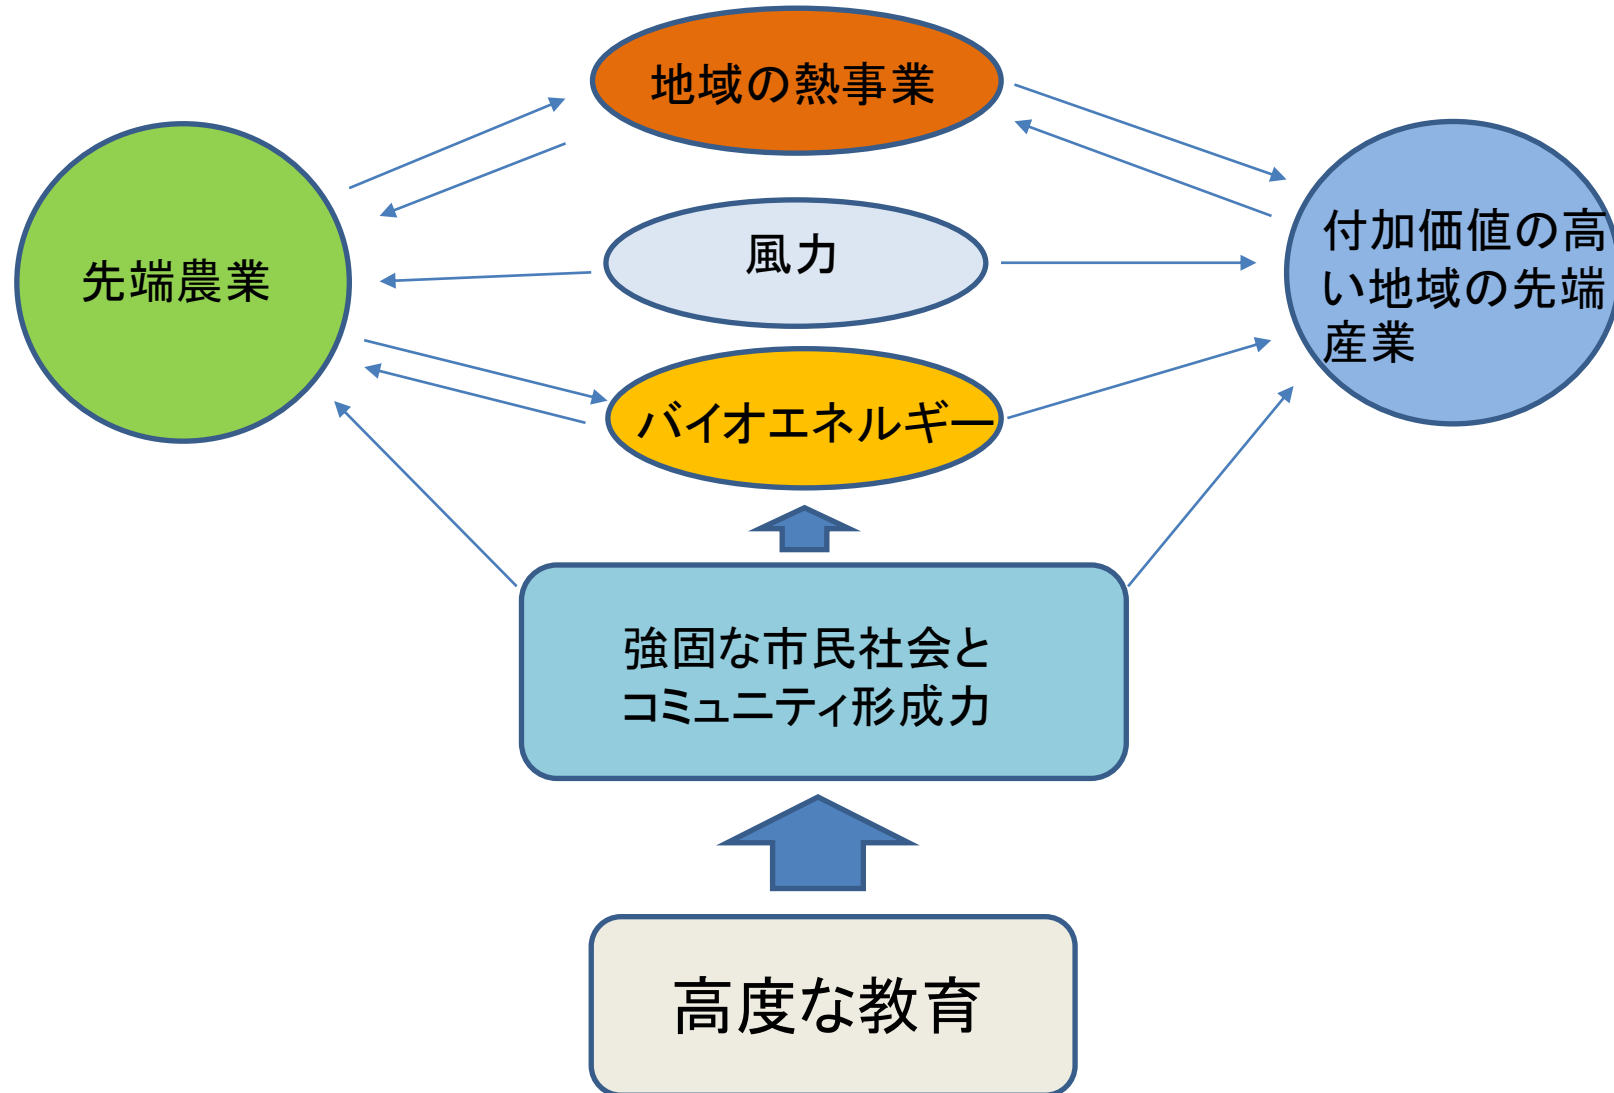 地域の熱事業
先端農業
風力
付加価値の高
い地域の先端
産業
バイオエネルギー
強固な市民社会と
コミュニティ形成力
高度な教育